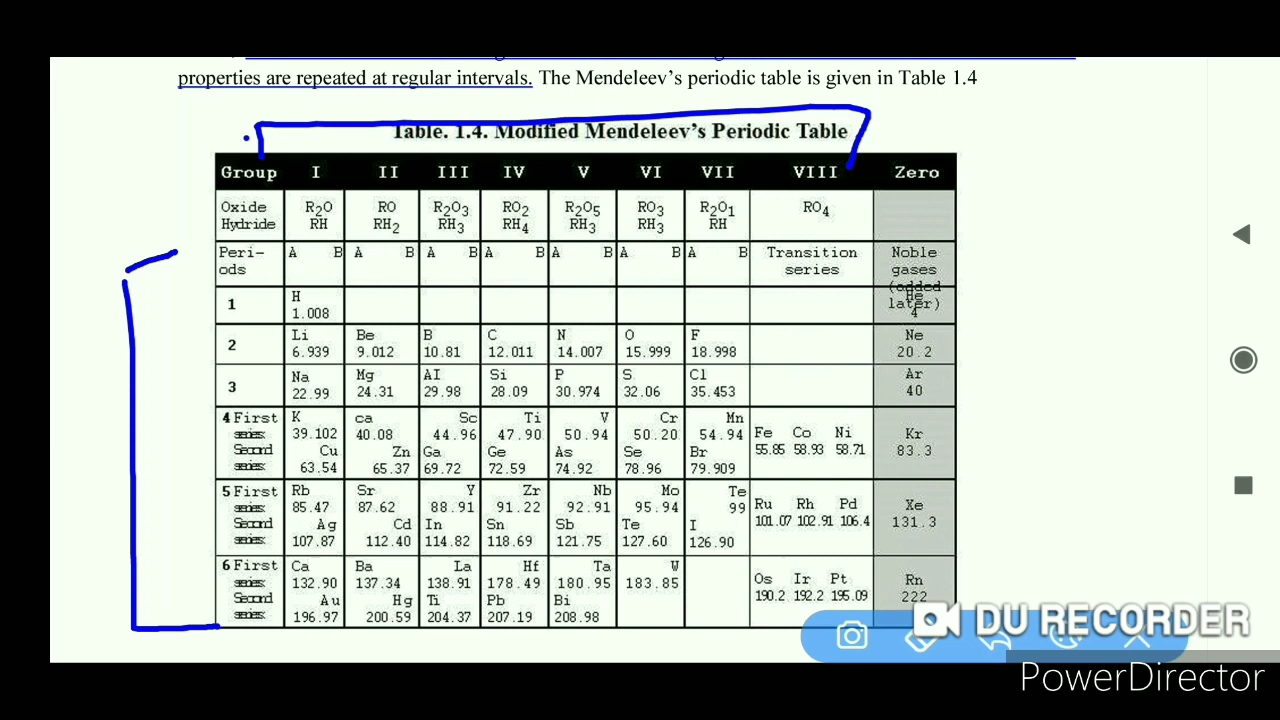 properties are repeated at regular intervals. The Mendeleev's periodic table is given in Table 1.4
Table. 1.4. Modified Mendeleev's Periodic Table
Group I II III IV V VI VII VIII Zero
Oxide R2O RO R2O3 RO2 R2O5 RO3 R2O1 RO4
Hydride RH RH2 RH3 RH4 RH3 RH3 RH
Peri- A B A B A B A B A B A B A B Transition Noble
ods series gases
(added
later)
1 H He
1.008 4
2 Li Be B C N O F Ne
6.939 9.012 10.81 12.011 14.007 15.999 18.998 20.2
3 Na Mg AI Si P S Cl Ar
22.99 24.31 29.98 28.09 30.974 32.06 35.453 40
4 First K ca Sc Ti V Cr Mn Fe Co Ni Kr
series: 39.102 40.08 44.96 47.90 50.94 50.20 54.94 55.85 58.93 58.71 83.3
Second Cu Zn Ga Ge As Se Br
series: 63.54 65.37 69.72 72.59 74.92 78.96 79.909
5 First Rb Sr Y Zr Nb Mo Te Ru Rh Pd Xe
series: 85.47 87.62 88.91 91.22 92.91 95.94 99 101.07 102.91 106.4 131.3
Second Ag Cd In Sn Sb Te I
series: 107.87 112.40 114.82 118.69 121.75 127.60 126.90
6 First Ca Ba La Hf Ta W Os Ir Pt Rn
series: 132.90 137.34 138.91 178.49 180.95 183.85 190.2 192.2 195.09 222
Second Au Hg Ti Pb Bi
series: 196.97 200.59 204.37 207.19 208.98
DU RECORDER
PowerDirector